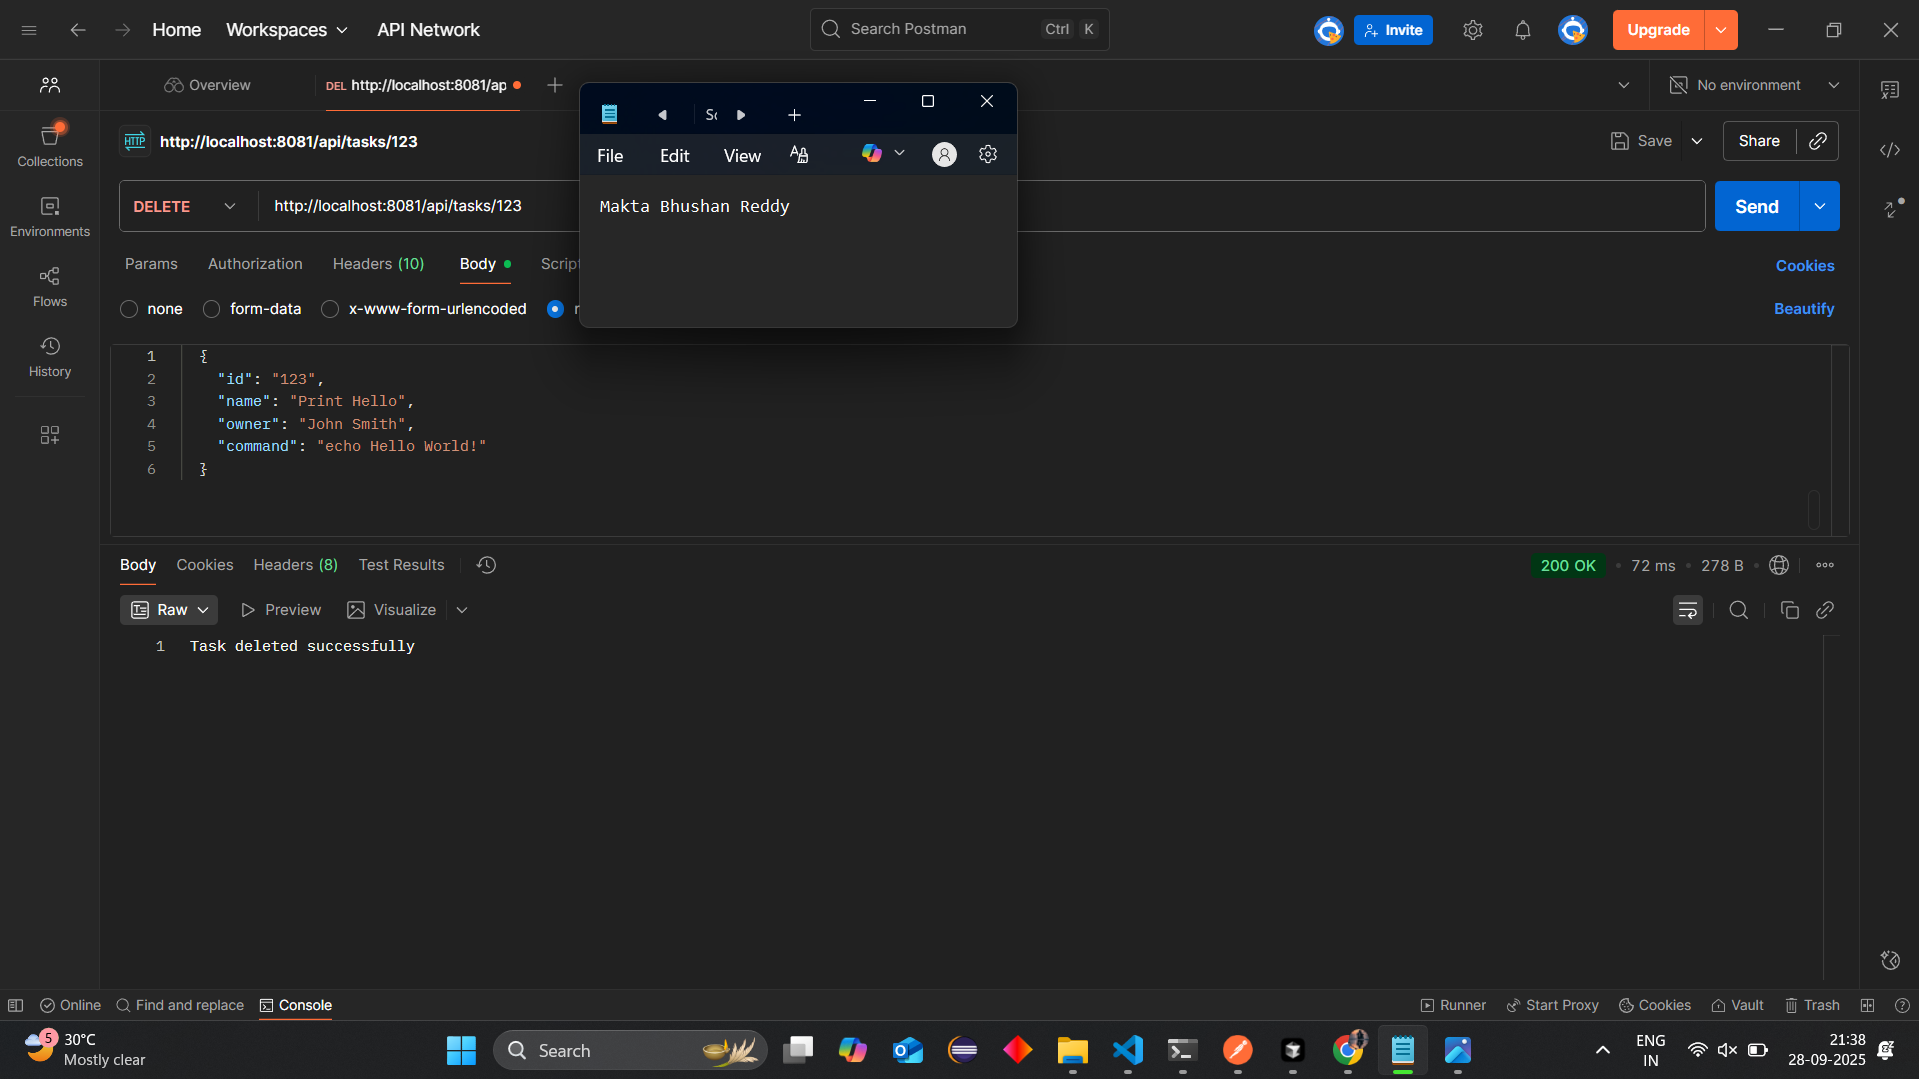 Home
Workspaces
API Network
Search Postman
Ctrl
K
Invite
Upgrade
Overview
DEL http://localhost:8081/ap
No environment
http://localhost:8081/api/tasks/123
Save
Share
DELETE
http://localhost:8081/api/tasks/123
Send
Params
Authorization
Headers (10)
Body
Script
Cookies
none
form-data
x-www-form-urlencoded
Beautify
File
Edit
View
Makta Bhushan Reddy
Collections
Environments
Flows
History
1 {
2 "id": "123",
3 "name": "Print Hello",
4 "owner": "John Smith",
5 "command": "echo Hello World!"
6 }
Body
Cookies
Headers (8)
Test Results
200 OK
72 ms
278 B
Raw
Preview
Visualize
1 Task deleted successfully
Online
Find and replace
Console
Runner
Start Proxy
Cookies
Vault
Trash
5
30°C
Mostly clear
Search
ENG
IN
21:38
28-09-2025